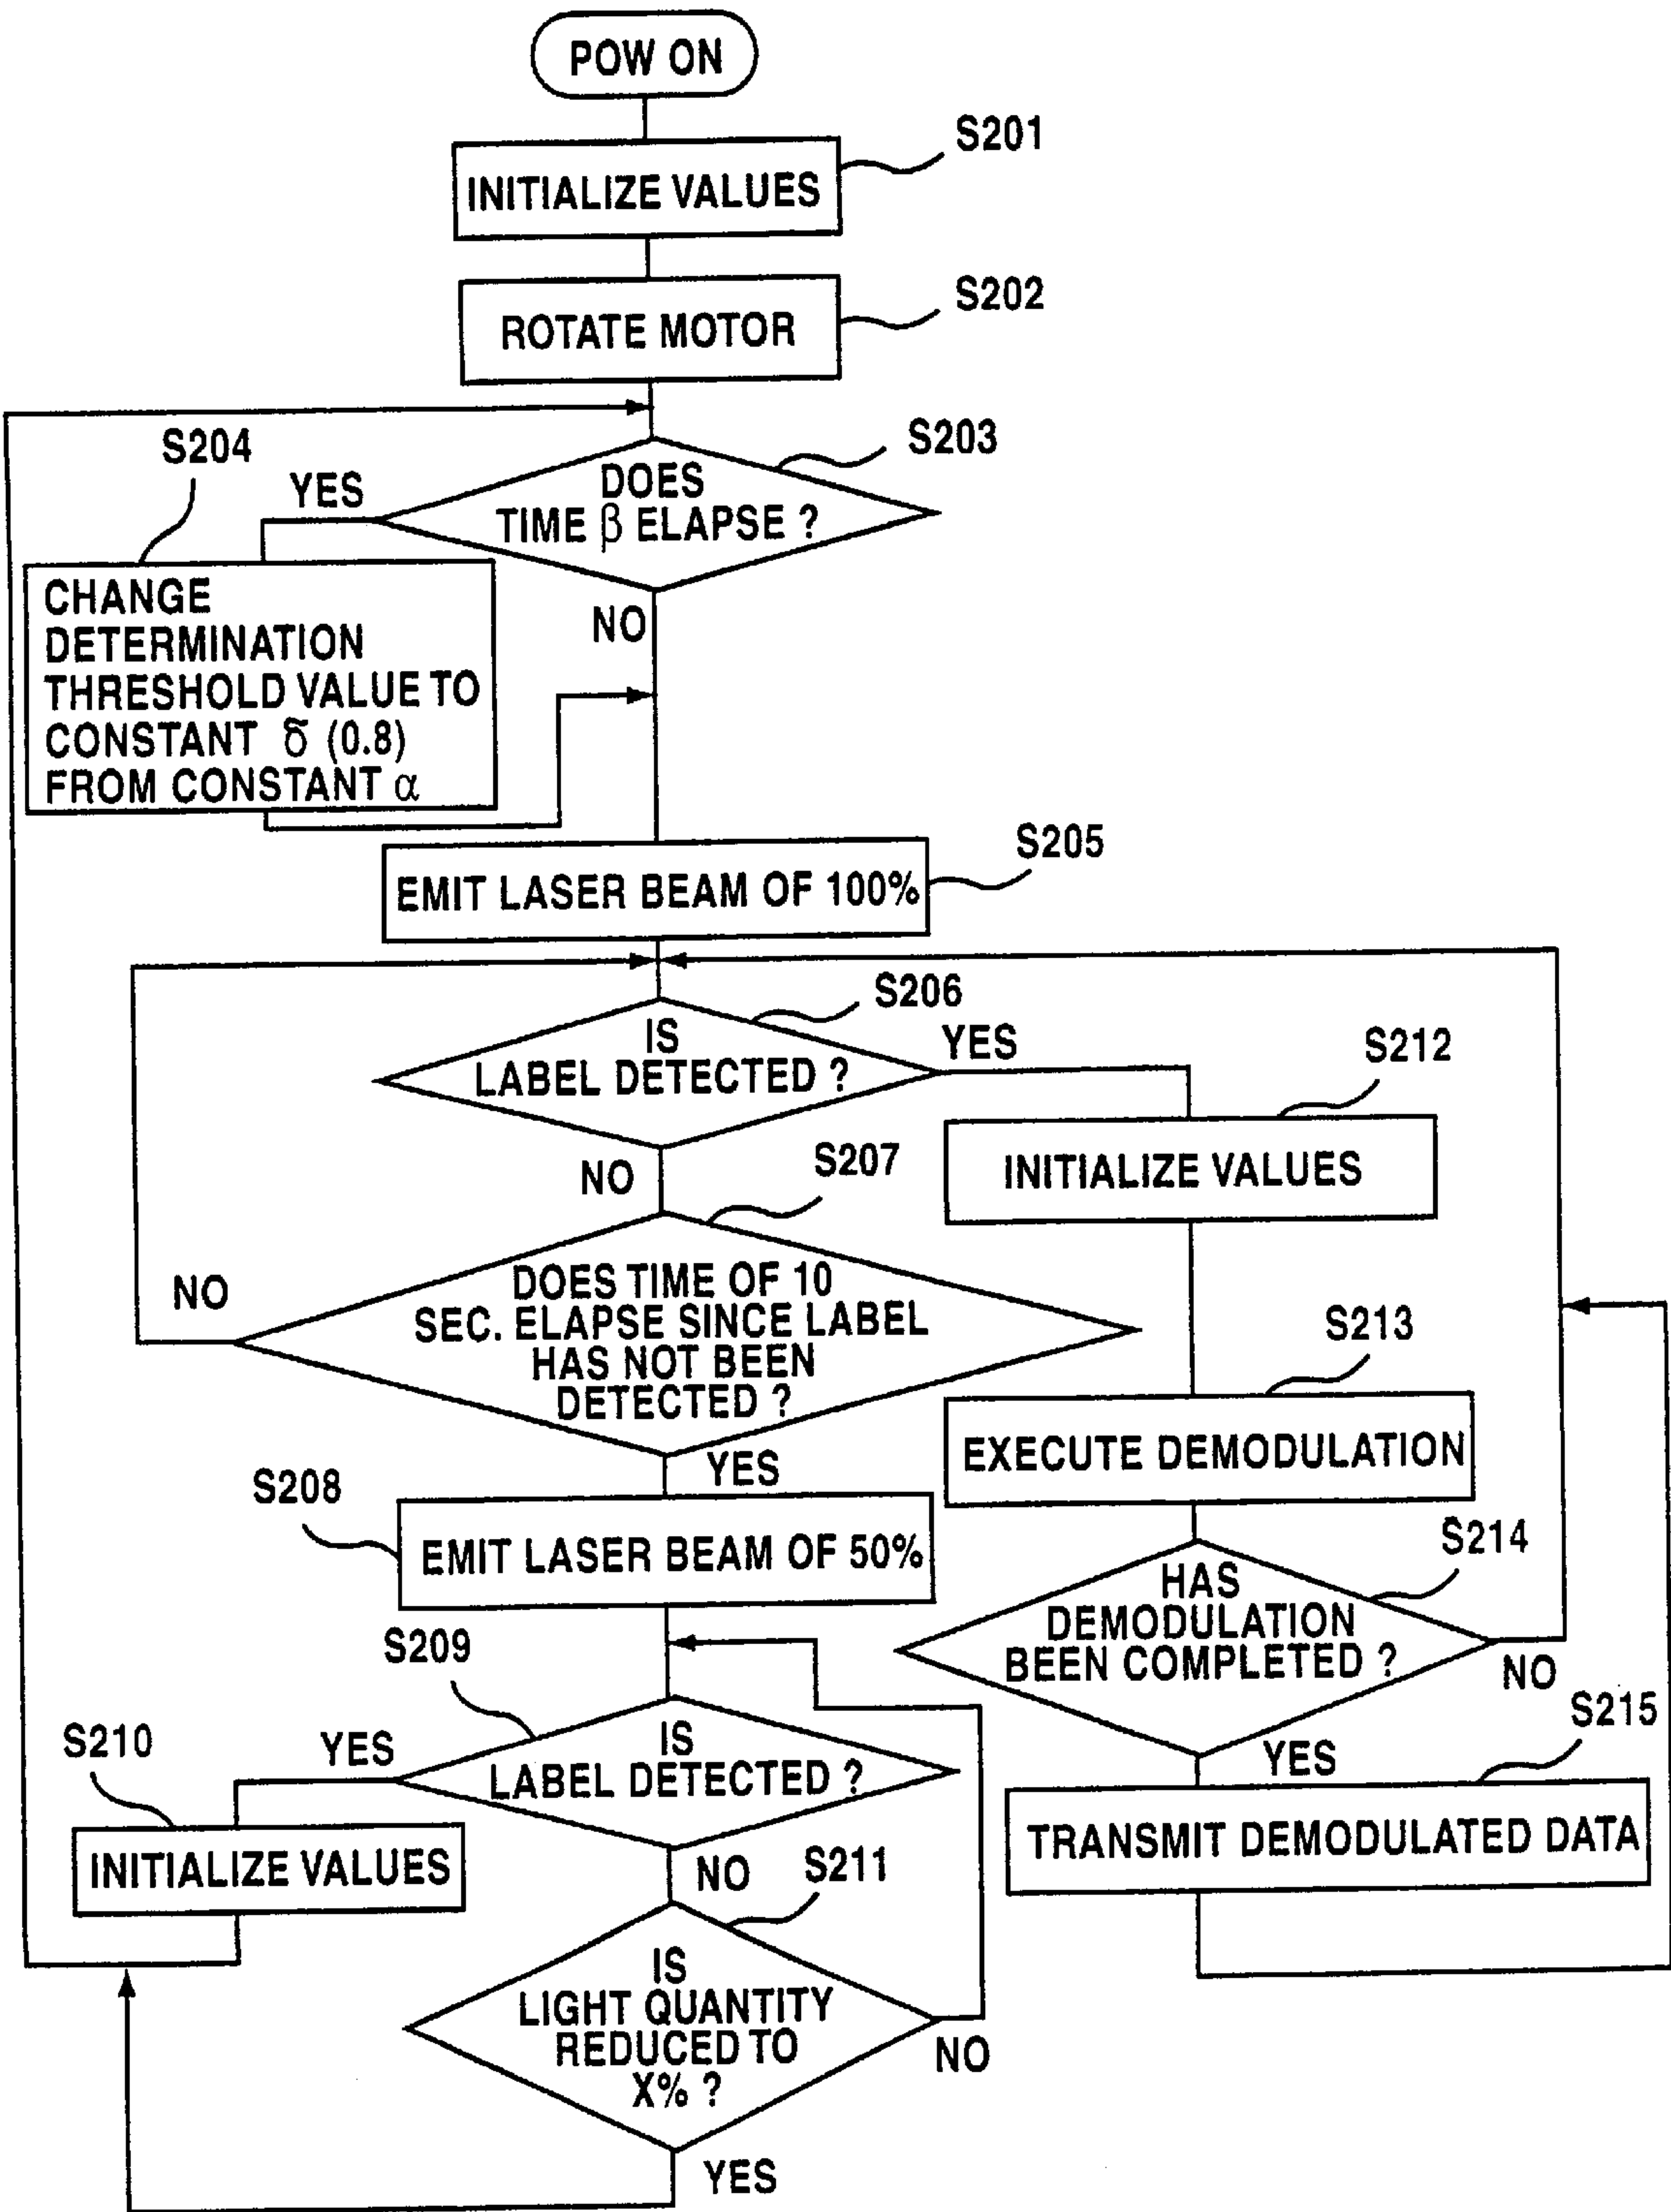 POW ON
S201
INITIALIZE VALUES
S202
ROTATE MOTOR
S203
DOES
TIME β ELAPSE ?
YES
NO
S204
CHANGE
DETERMINATION
THRESHOLD VALUE TO
CONSTANT δ (0.8)
FROM CONSTANT α
S205
EMIT LASER BEAM OF 100%
S206
IS
LABEL DETECTED ?
YES
NO
S207
DOES TIME OF 10
SEC. ELAPSE SINCE LABEL
HAS NOT BEEN
DETECTED ?
NO
YES
S208
EMIT LASER BEAM OF 50%
S209
IS
LABEL DETECTED ?
YES
NO
S210
INITIALIZE VALUES
S211
IS
LIGHT QUANTITY
REDUCED TO
X% ?
NO
YES
S212
INITIALIZE VALUES
S213
EXECUTE DEMODULATION
S214
HAS
DEMODULATION
BEEN COMPLETED ?
NO
YES
S215
TRANSMIT DEMODULATED DATA